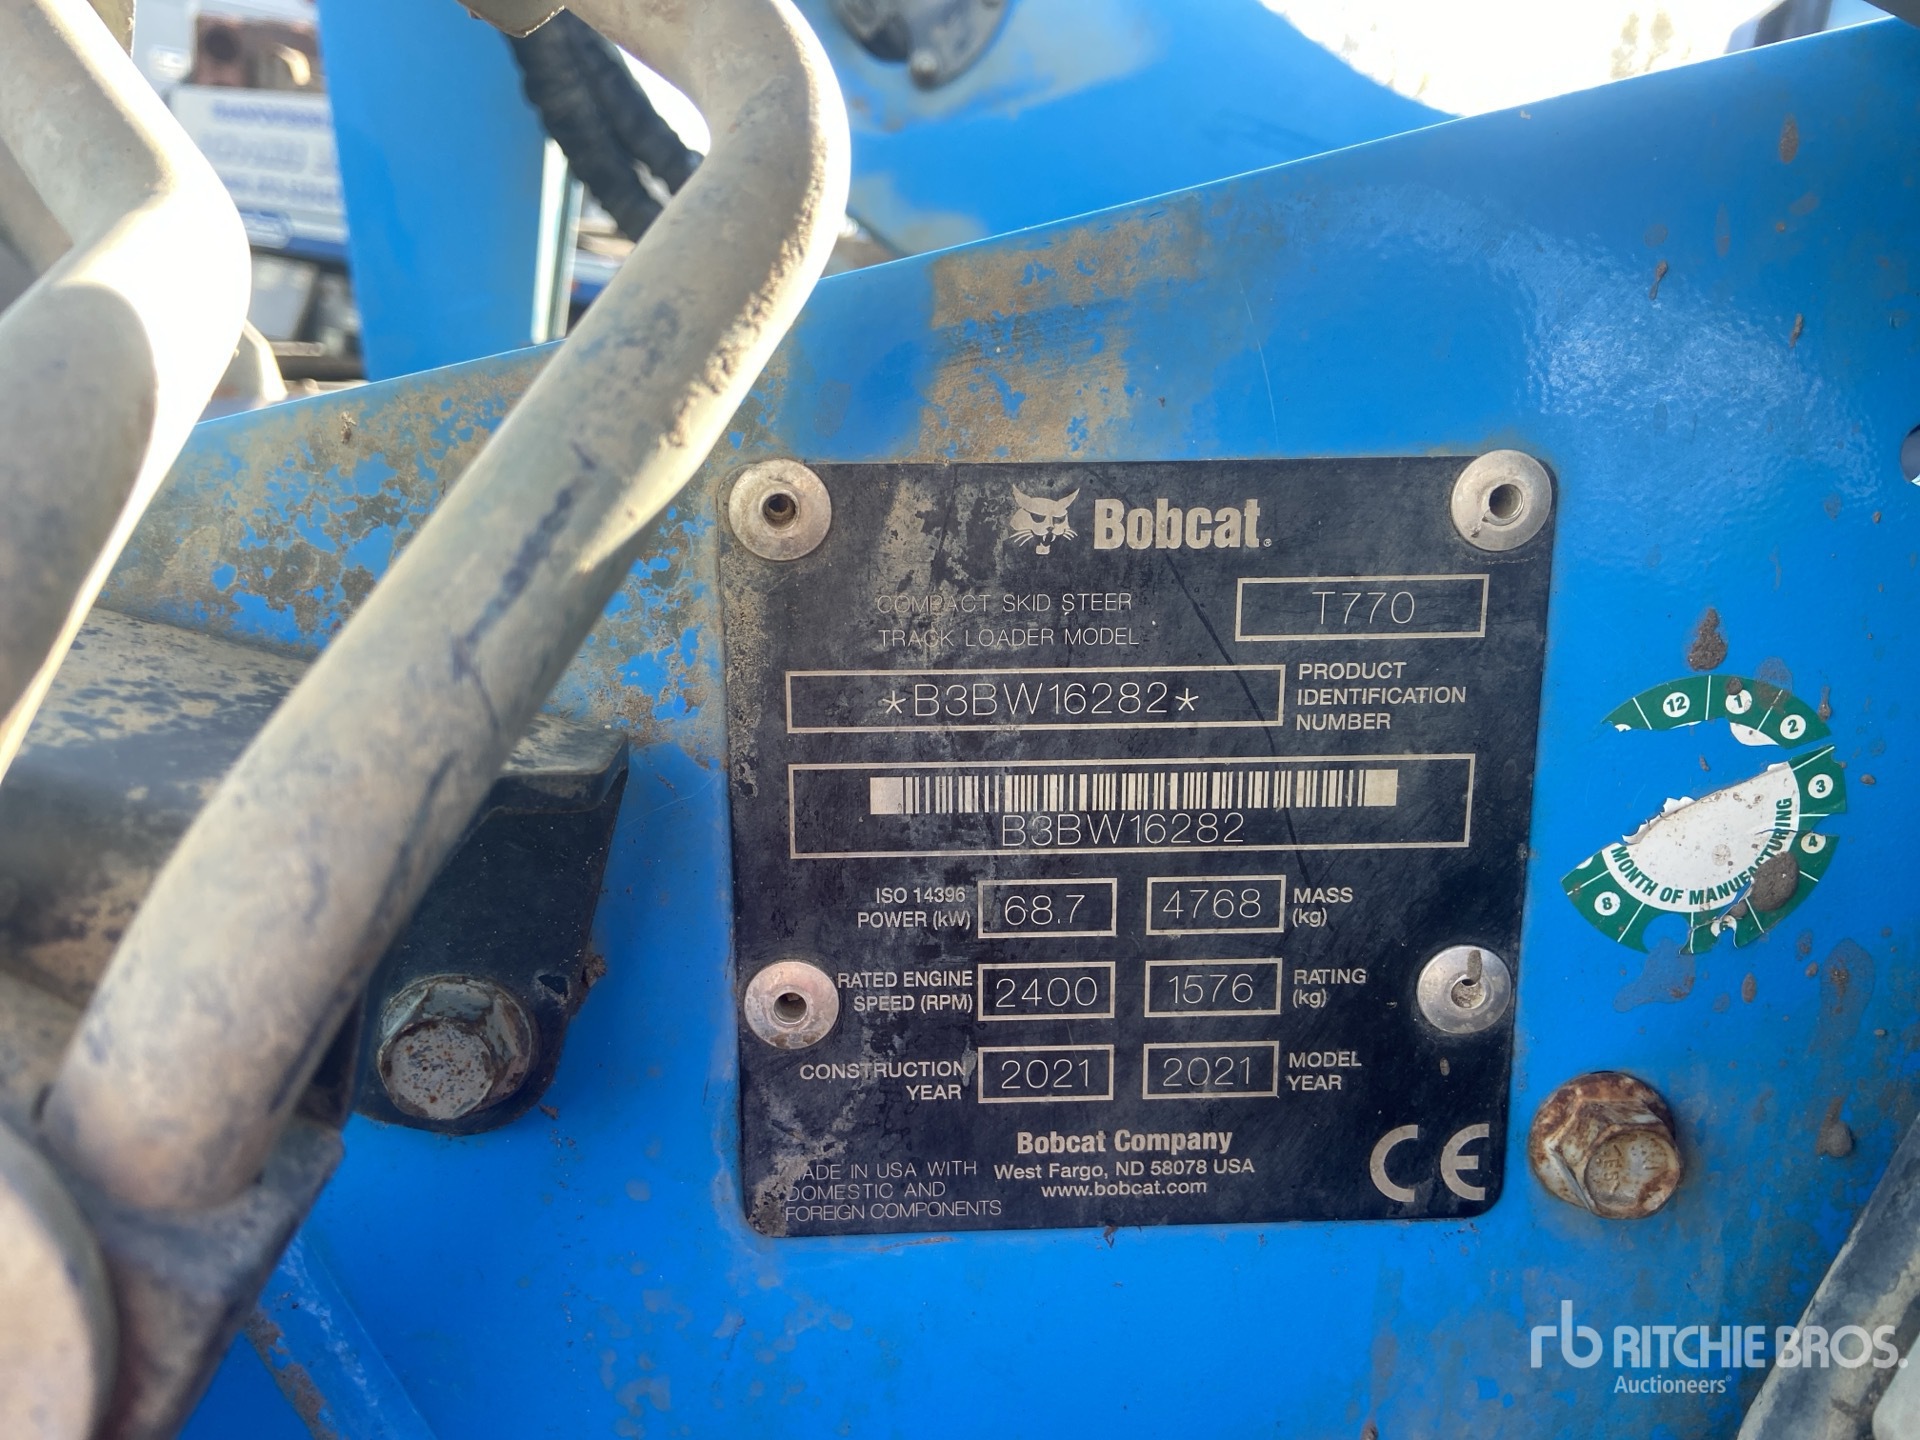 Bobcat®
COMPACT SKID STEER
TRACK LOADER MODEL
T770
*B3BW16282*
PRODUCT
IDENTIFICATION
NUMBER
B3BW16282
ISO 14396
POWER (kW)
68.7
4768
MASS
(kg)
RATED ENGINE
SPEED (RPM)
2400
1576
RATING
(kg)
CONSTRUCTION
YEAR
2021
2021
MODEL
YEAR
Bobcat Company
West Fargo, ND 58078 USA
www.bobcat.com
MADE IN USA WITH
DOMESTIC AND
FOREIGN COMPONENTS
CE
12
1
2
3
4
8
MONTH OF MANUFACTURING
rb RITCHIE BROS.
Auctioneers®